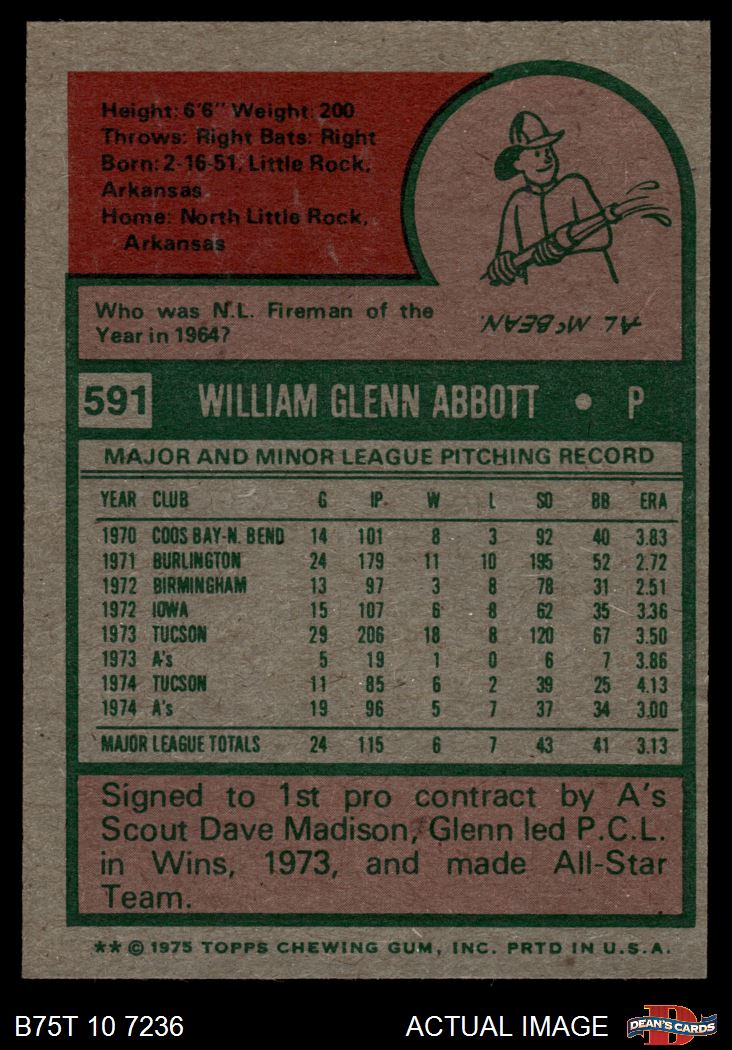 Height: 6'6" Weight: 200
Throws: Right Bats: Right
Born: 2-16-51, Little Rock,
Arkansas
Home: North Little Rock,
Arkansas
Who was N.L. Fireman of the
Year in 1964?
AL McBEAN.
591 WILLIAM GLENN ABBOTT • P
MAJOR AND MINOR LEAGUE PITCHING RECORD
YEAR CLUB G IP W L SO BB ERA
1970 COOS BAY-N. BEND 14 101 8 3 92 40 3.83
1971 BURLINGTON 24 179 11 10 195 52 2.72
1972 BIRMINGHAM 13 97 3 8 78 31 2.51
1972 IOWA 15 107 6 8 62 35 3.36
1973 TUCSON 29 206 18 8 120 67 3.50
1973 A's 5 19 1 0 6 7 3.86
1974 TUCSON 11 85 6 2 39 25 4.13
1974 A's 19 96 5 7 37 34 3.00
MAJOR LEAGUE TOTALS 24 115 6 7 43 41 3.13
Signed to 1st pro contract by A's
Scout Dave Madison, Glenn led P.C.L.
in Wins, 1973, and made All-Star
Team.
** © 1975 TOPPS CHEWING GUM, INC. PRTD IN U.S.A.
B75T 10 7236 ACTUAL IMAGE D DEAN'S CARDS